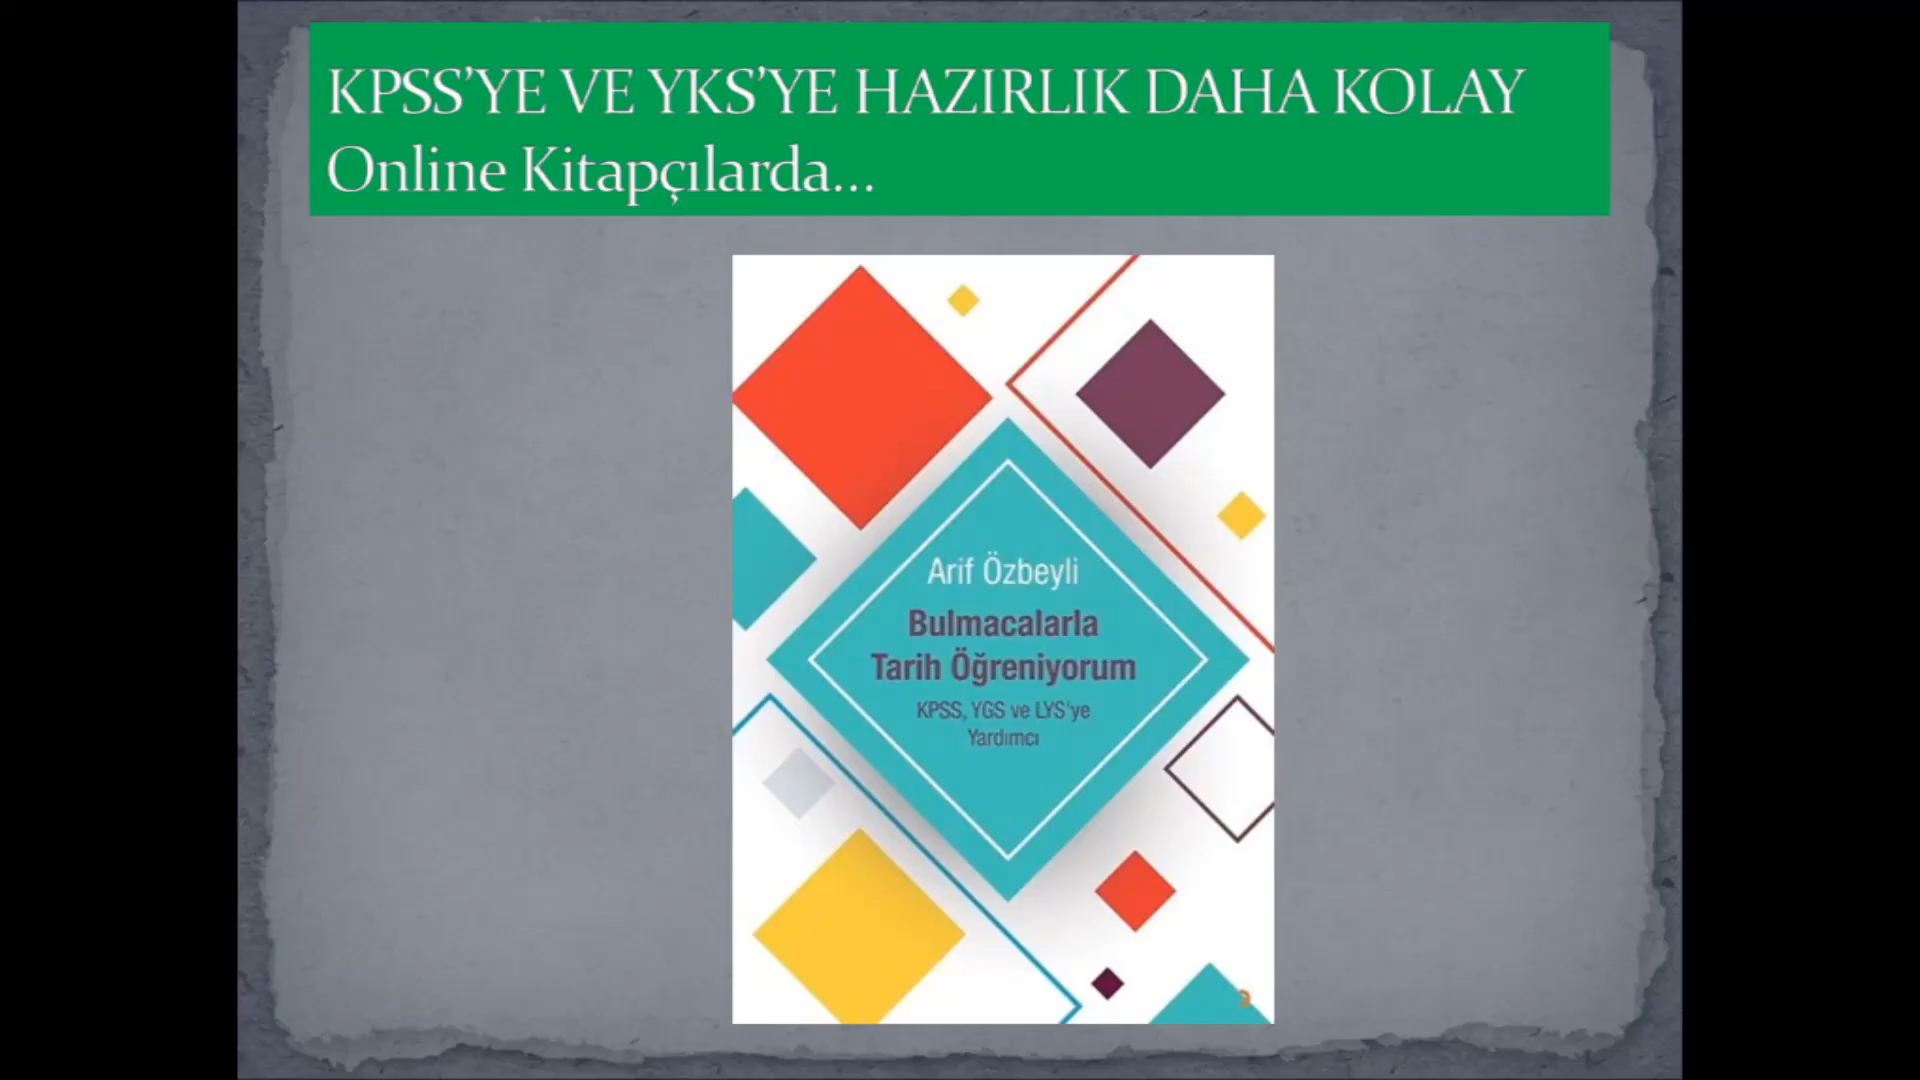 KPSS'YE VE YKS'YE HAZIRLIK DAHA KOLAY
Online Kitapçılarda...
Arif Özbeyli
Bulmacalarla
Tarih Öğreniyorum
KPSS, YGS ve LYS'ye
Yardımcı